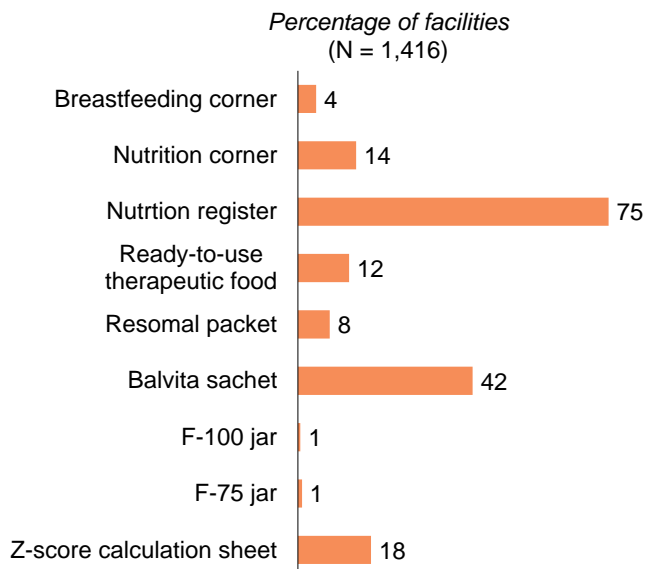 Percentage of facilities
(N = 1,416)
Breastfeeding corner 4
Nutrition corner 14
Nutrtion register 75
Ready-to-use
therapeutic food 12
Resomal packet 8
Balvita sachet 42
F-100 jar 1
F-75 jar 1
Z-score calculation sheet 18